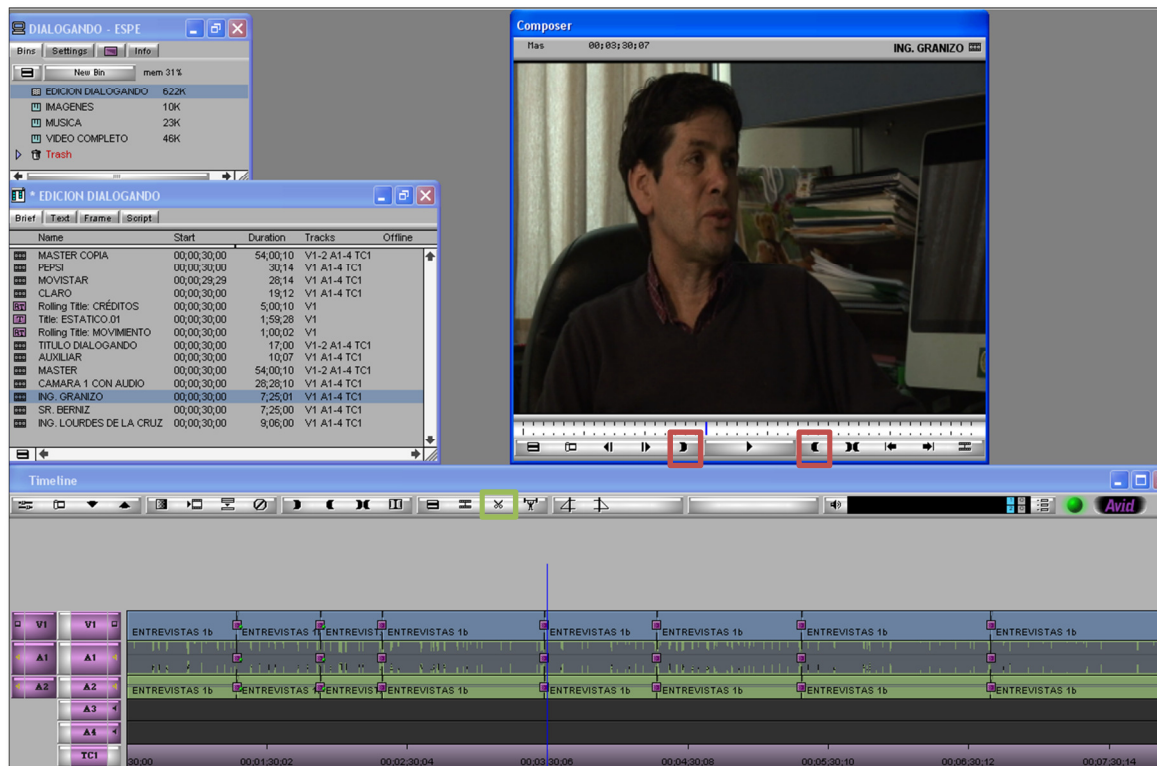 DIALOGANDO - ESPE
Bins Settings Info
New Bin mem 31%
EDICION DIALOGANDO 622K
IMAGENES 10K
MUSICA 23K
VIDEO COMPLETO 46K
Trash
* EDICION DIALOGANDO
Brief Text Frame Script
Name Start Duration Tracks Offline
MASTER COPIA 00;00;30;00 54;00;10 V1-2 A1-4 TC1
PEPSI 00;00;30;00 30;14 V1 A1-4 TC1
MOVISTAR 00;00;29;29 28;14 V1 A1-4 TC1
CLARO 00;00;30;00 19;12 V1 A1-4 TC1
Rolling Title: CRÉDITOS 00;00;30;00 5;00;10 V1
Title: ESTATICO.01 00;00;30;00 1;59;28 V1
Rolling Title: MOVIMIENTO 00;00;30;00 1;00;02 V1
TITULO DIALOGANDO 00;00;30;00 17;00 V1-2 A1-4 TC1
AUXILIAR 00;00;30;00 10;07 V1 A1-4 TC1
MASTER 00;00;30;00 54;00;10 V1-2 A1-4 TC1
CAMARA 1 CON AUDIO 00;00;30;00 28;28;10 V1 A1-4 TC1
ING. GRANIZO 00;00;30;00 7;25;01 V1 A1-4 TC1
SR. BERNIZ 00;00;30;00 7;25;00 V1 A1-4 TC1
ING. LOURDES DE LA CRUZ 00;00;30;00 9;06;00 V1 A1-4 TC1
Composer
Mas 00;03;30;07 ING. GRANIZO
Timeline
Avid
V1 V1 ENTREVISTAS 1b ENTREVISTAS 1 ENTREVIST ENTREVISTAS 1b ENTREVISTAS 1b ENTREVISTAS 1b ENTREVISTAS 1b ENTREVISTAS 1b
A1 A1
A2 A2 ENTREVISTAS 1b ENTREVISTAS 1 ENTREVIST ENTREVISTAS 1b ENTREVISTAS 1b ENTREVISTAS 1b ENTREVISTAS 1b ENTREVISTAS 1b
A3
A4
TC1 30;00 00;01;30;02 00;02;30;04 00;03;30;06 00;04;30;08 00;05;30;10 00;06;30;12 00;07;30;14